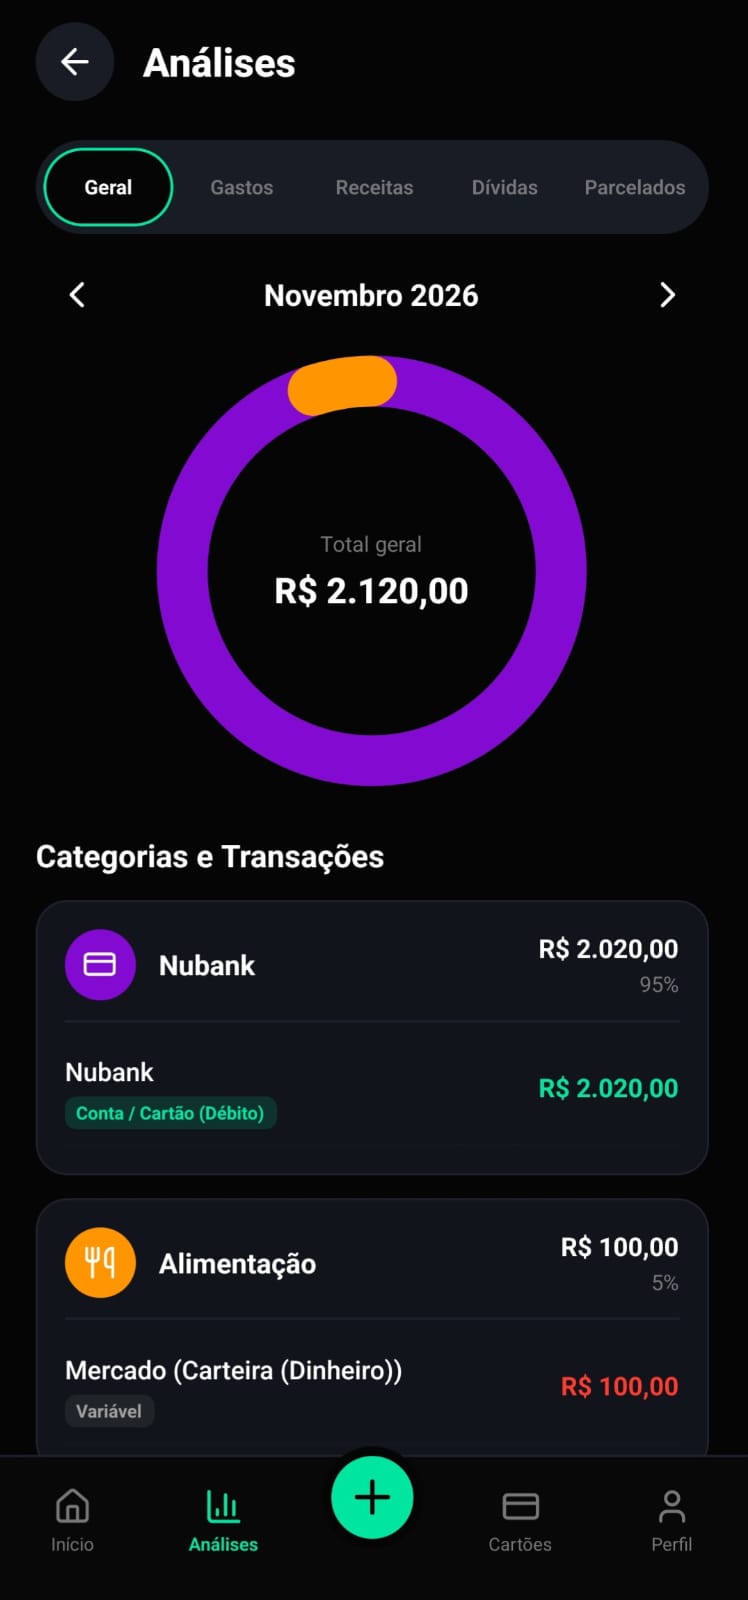 Análises
Geral Gastos Receitas Dívidas Parcelados
Novembro 2026
Total geral
R$ 2.120,00
Categorias e Transações
Nubank
R$ 2.020,00
95%
Nubank
Conta / Cartão (Débito)
R$ 2.020,00
Alimentação
R$ 100,00
5%
Mercado (Carteira (Dinheiro))
Variável
R$ 100,00
Início Análises Cartões Perfil